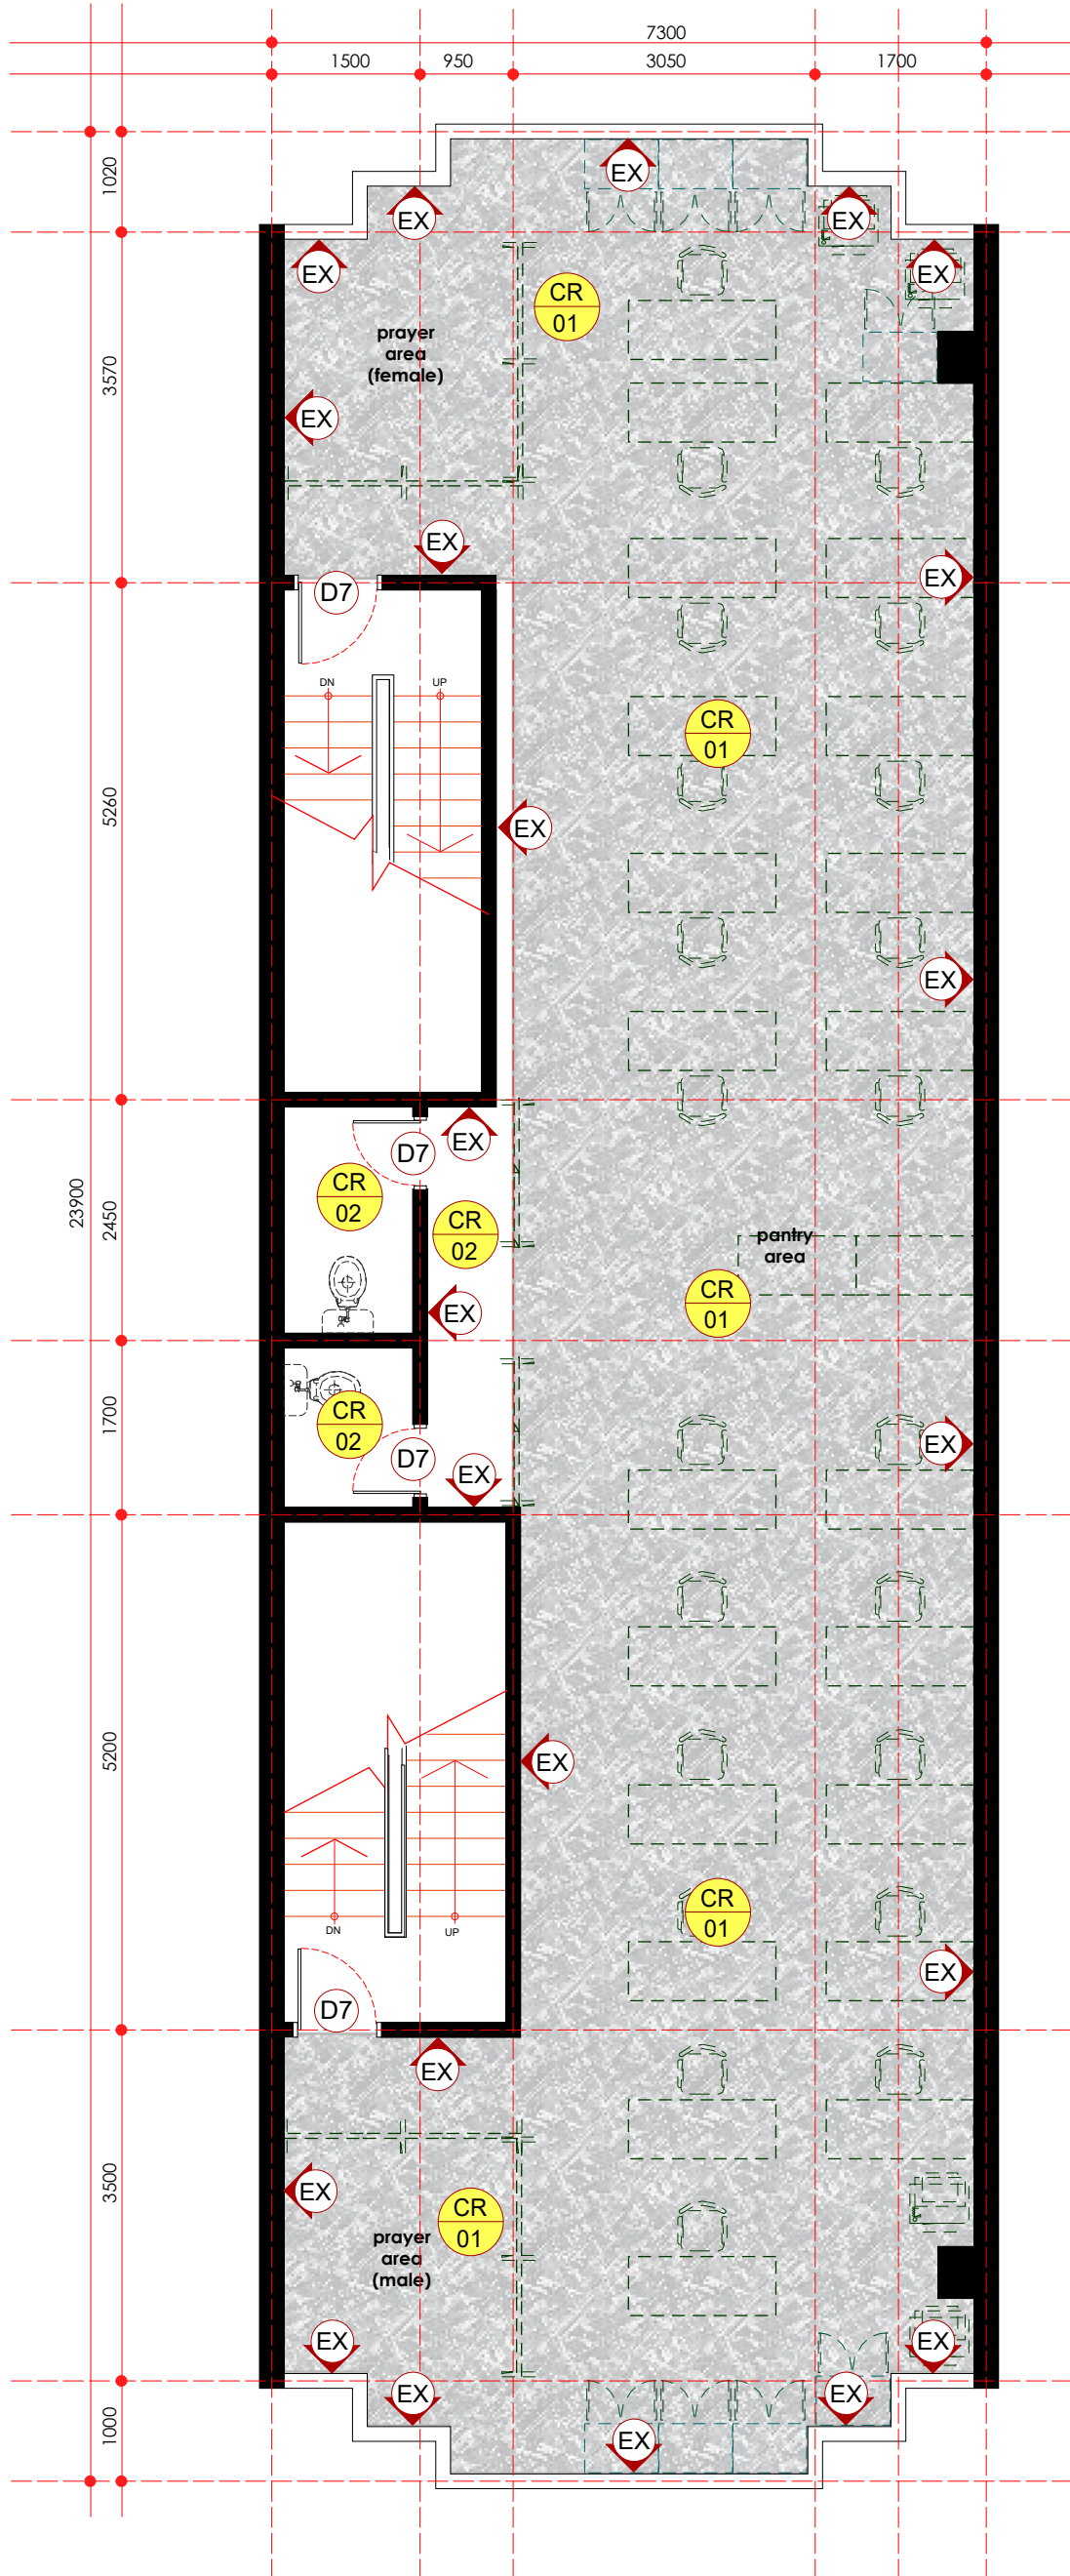 7300
1500
950
3050
1700
1020
EX
EX
EX
EX
EX
CR
01
prayer
area
(female)
3570
EX
EX
EX
D7
DN
UP
CR
01
5260
EX
EX
EX
D7
CR
02
CR
02
23900
2450
pantry
area
CR
01
EX
1700
CR
02
EX
D7
EX
5200
EX
CR
01
DN
UP
EX
D7
EX
3500
EX
CR
01
prayer
area
(male)
EX
EX
EX
EX
EX
1000